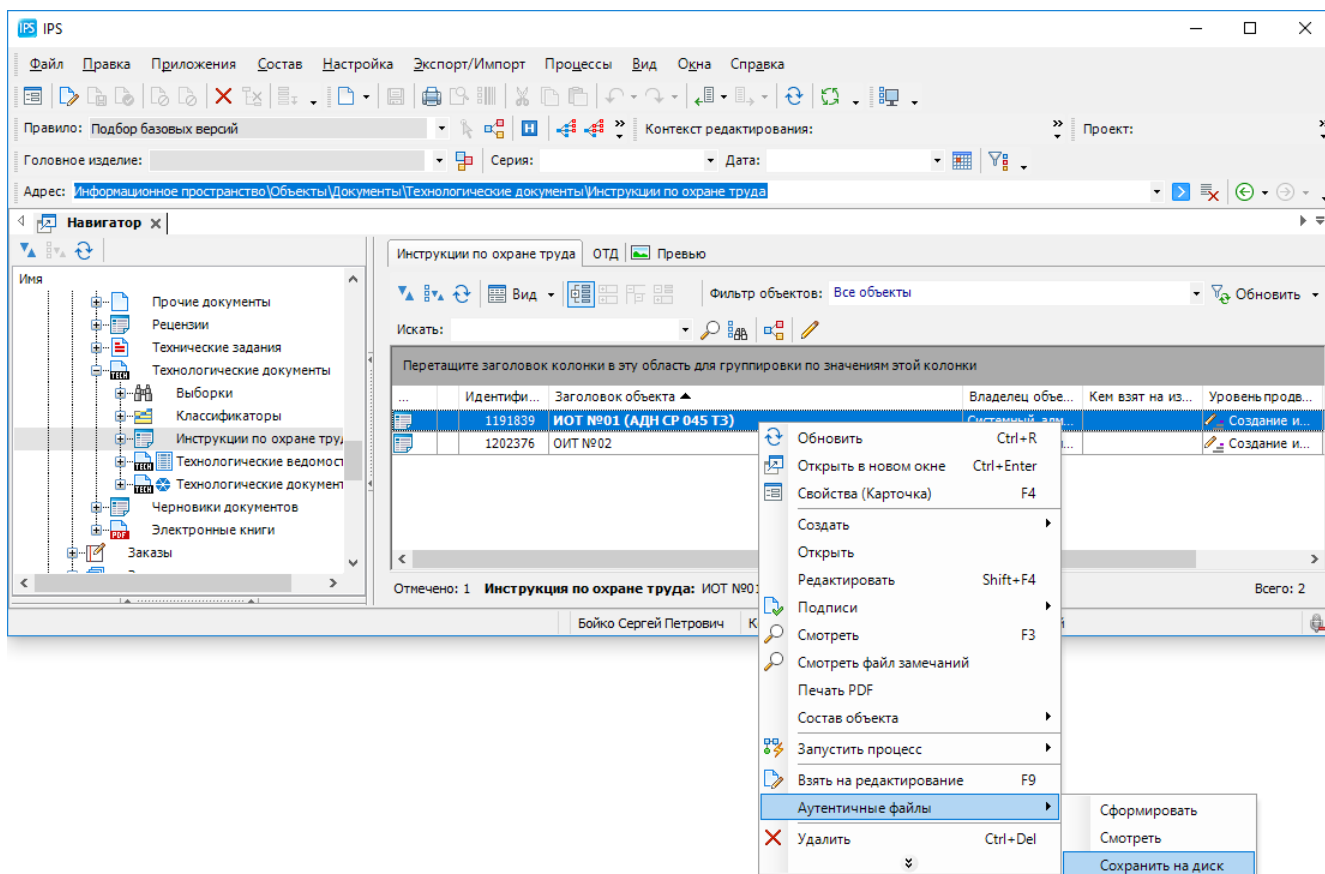 IPS IPS
Файл Правка Приложения Состав Настройка Экспорт/Импорт Процессы Вид Окна Справка
Правило: Подбор базовых версий H Контекст редактирования: Проект:
Головное изделие: Серия: Дата:
Адрес: Информационное пространство\Объекты\Документы\Технологические документы\Инструкции по охране труда
Навигатор
Инструкции по охране труда ОТД Превью
Имя
Прочие документы
Рецензии
Технические задания
TECH Технологические документы
Выборки
Классификаторы
Инструкции по охране тру
TECH Технологические ведомост
TECH Технологические документ
Черновики документов
PDF Электронные книги
Заказы
Вид Фильтр объектов: Все объекты Обновить
Искать:
Перетащите заголовок колонки в эту область для группировки по значениям этой колонки
... Идентифи... Заголовок объекта Владелец объе... Кем взят на из... Уровень продв...
1191839 ИОТ №01 (АДН СР 045 ТЗ) Системный адм... Создание и...
1202376 ОИТ №02 Создание и...
Отмечено: 1 Инструкция по охране труда: ИОТ №01 Всего: 2
Бойко Сергей Петрович К
Обновить Ctrl+R
Открыть в новом окне Ctrl+Enter
Свойства (Карточка) F4
Создать
Открыть
Редактировать Shift+F4
Подписи
Смотреть F3
Смотреть файл замечаний
Печать PDF
Состав объекта
Запустить процесс
Взять на редактирование F9
Аутентичные файлы
Удалить Ctrl+Del
Сформировать
Смотреть
Сохранить на диск